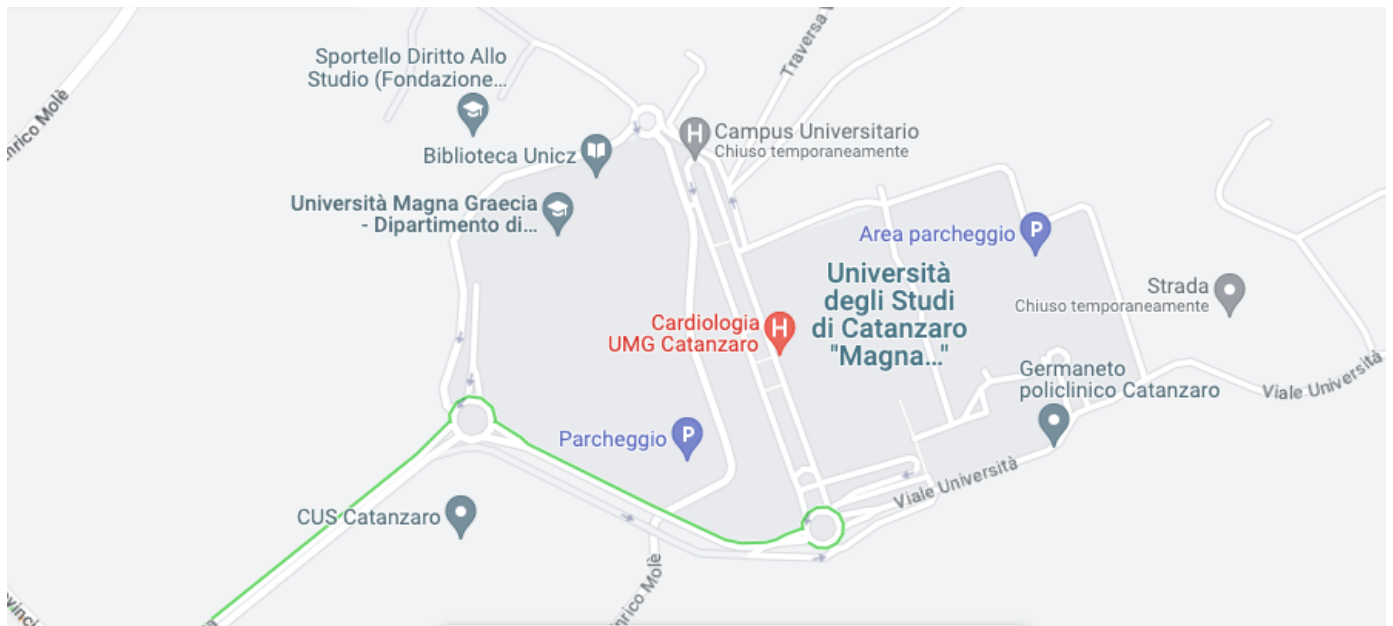 Sportello Diritto Allo
Studio (Fondazione...
Traversa
nrico Molè
H
Campus Universitario
Chiuso temporaneamente
Biblioteca Unicz
Università Magna Graecia
- Dipartimento di...
Area parcheggio
P
Università
degli Studi
di Catanzaro
"Magna..."
Strada
Chiuso temporaneamente
Cardiologia
UMG Catanzaro
H
Germaneto
policlinico Catanzaro
Viale Università
Parcheggio
P
Viale Università
CUS Catanzaro
nrico Molè